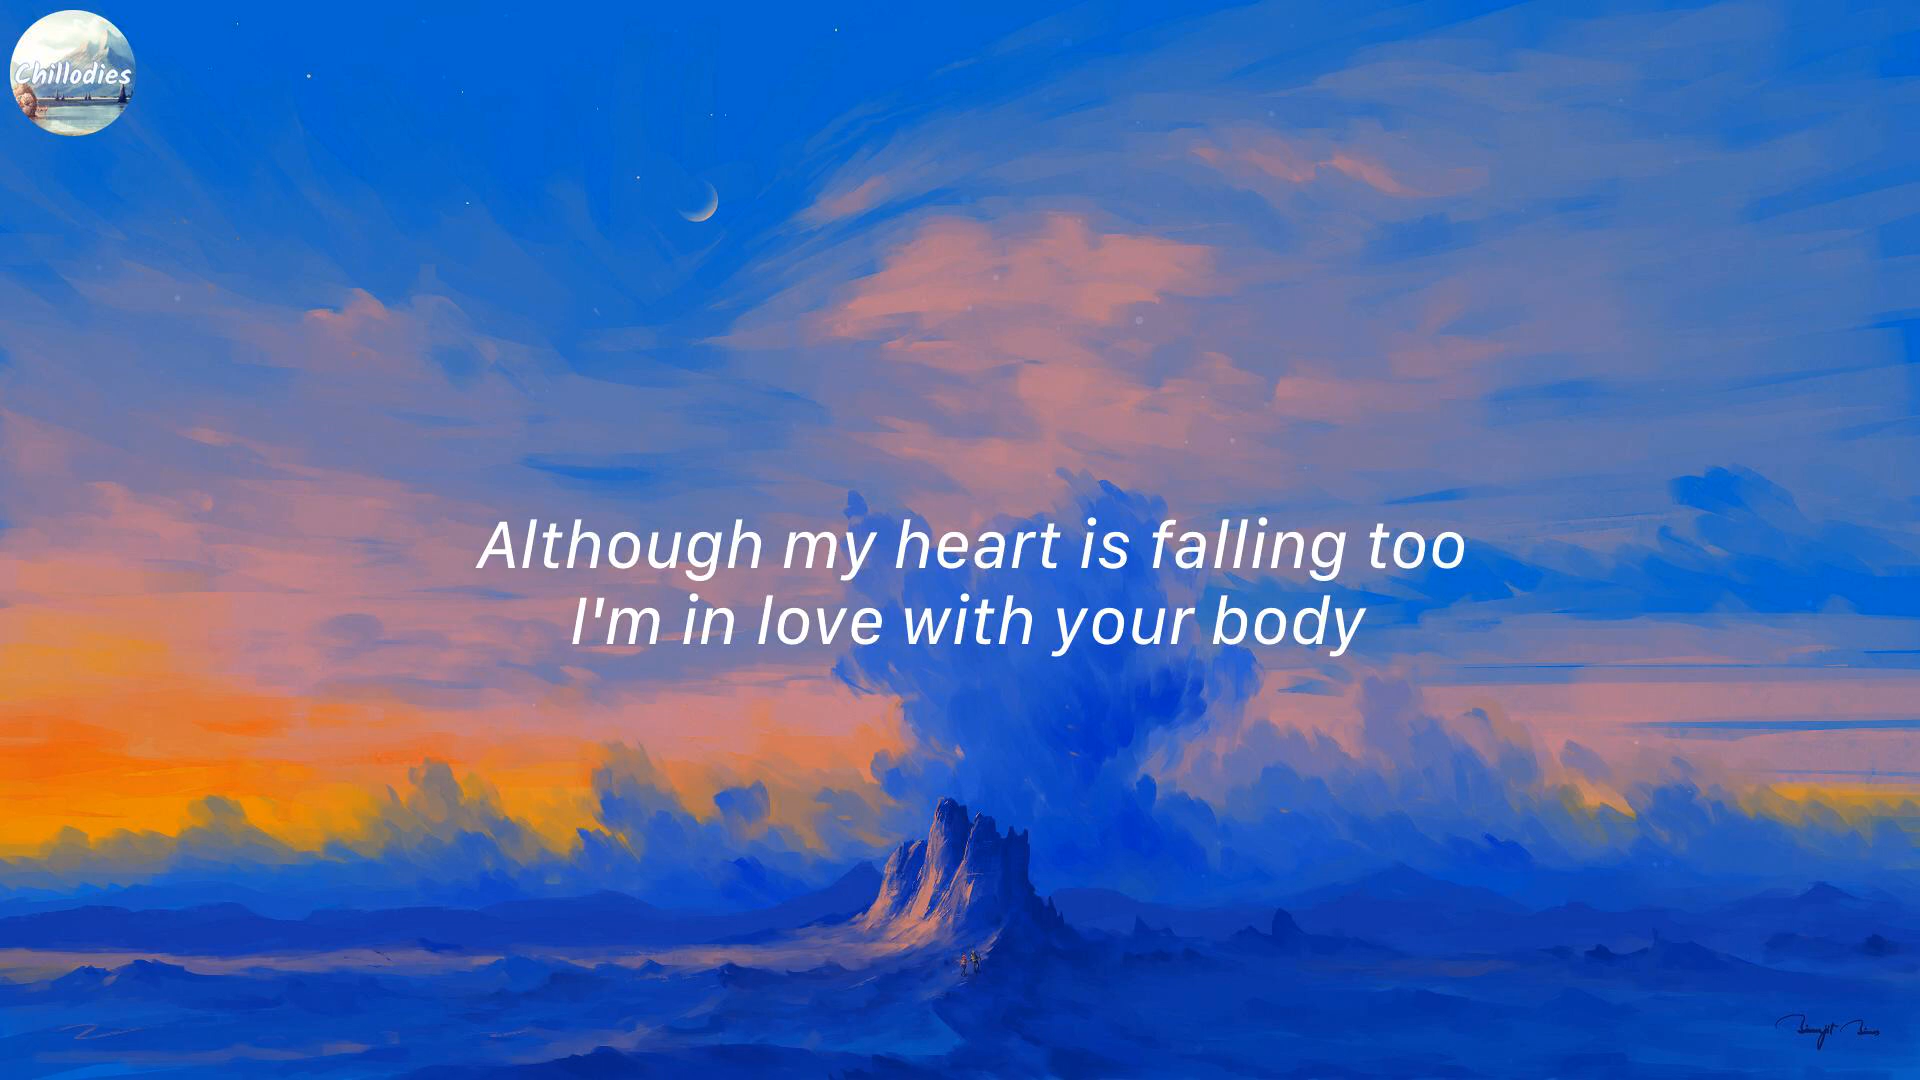 Chillodies
Although my heart is falling too
I'm in love with your body